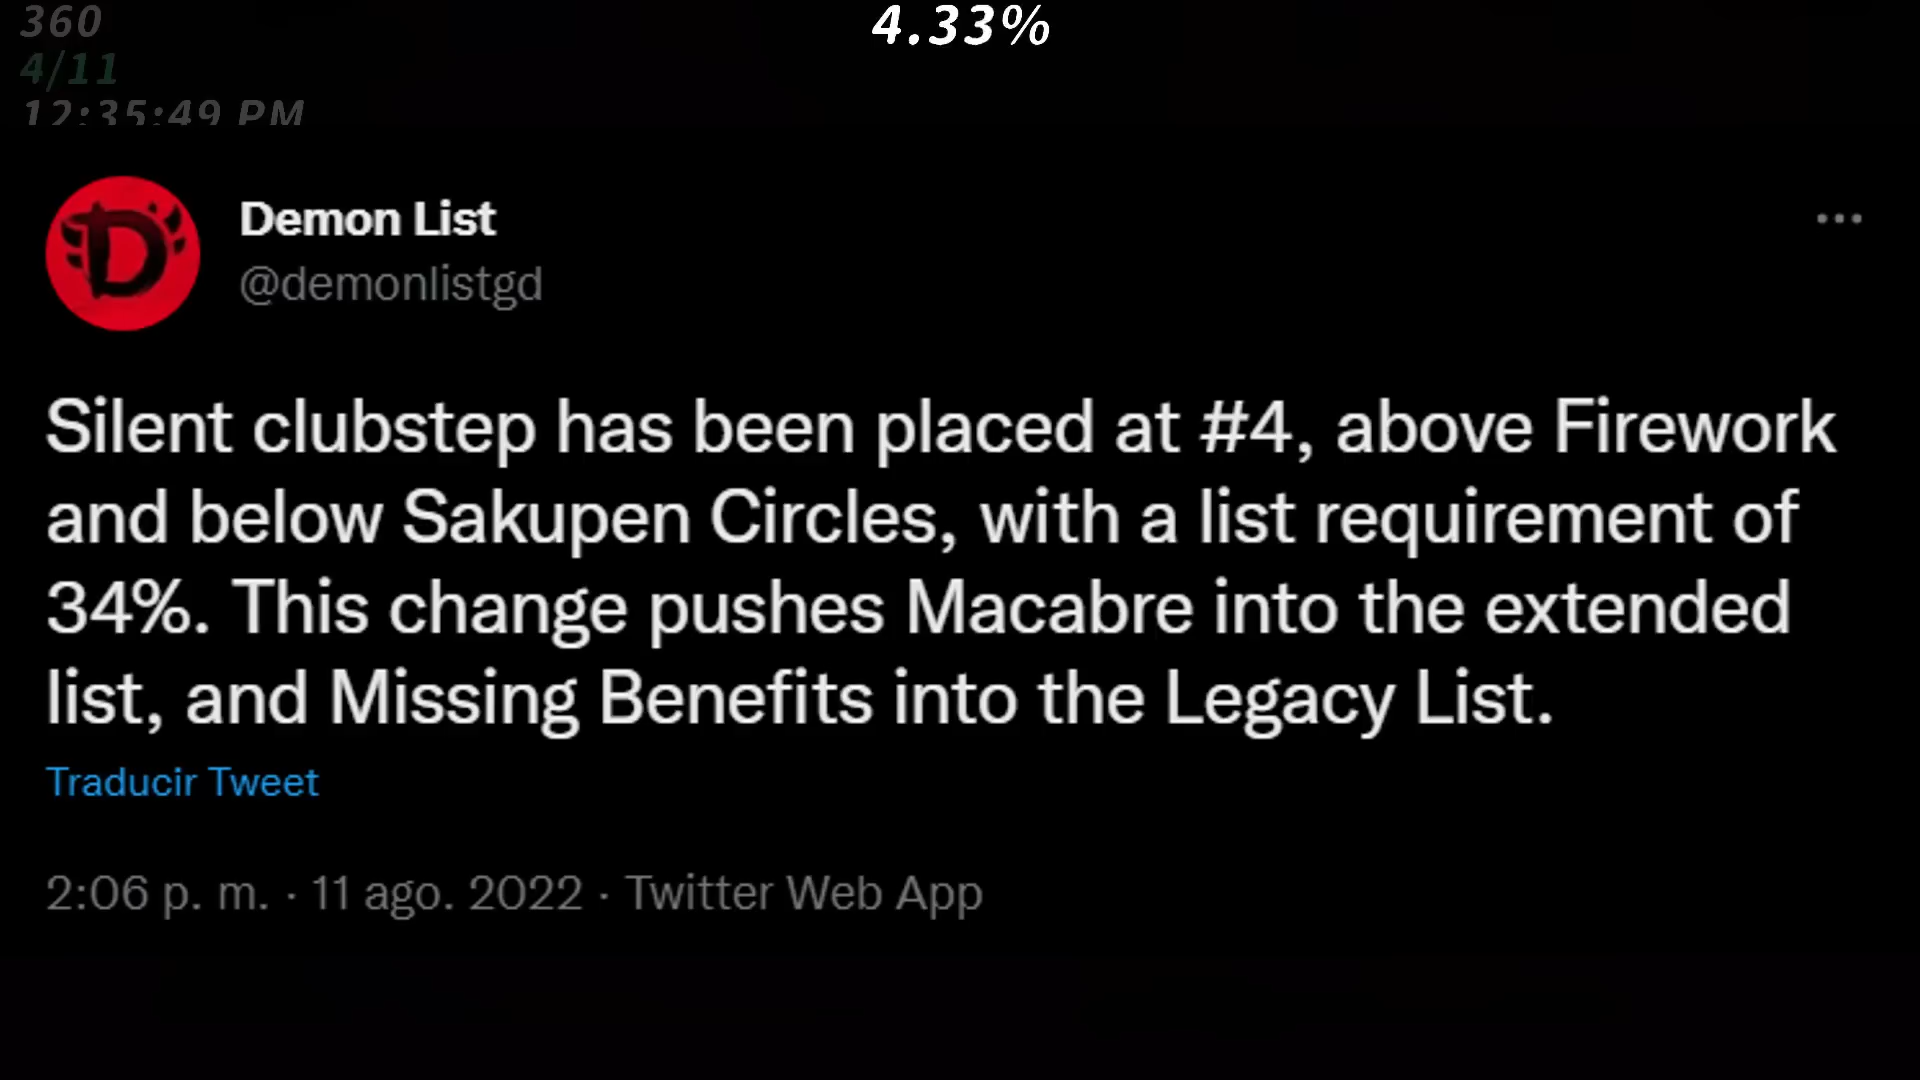 360
4.33%
4/11
12:35:49 PM
Demon List
@demonlistgd
Silent clubstep has been placed at #4, above Firework
and below Sakupen Circles, with a list requirement of
34%. This change pushes Macabre into the extended
list, and Missing Benefits into the Legacy List.
Traducir Tweet
2:06 p. m. · 11 ago. 2022 · Twitter Web App